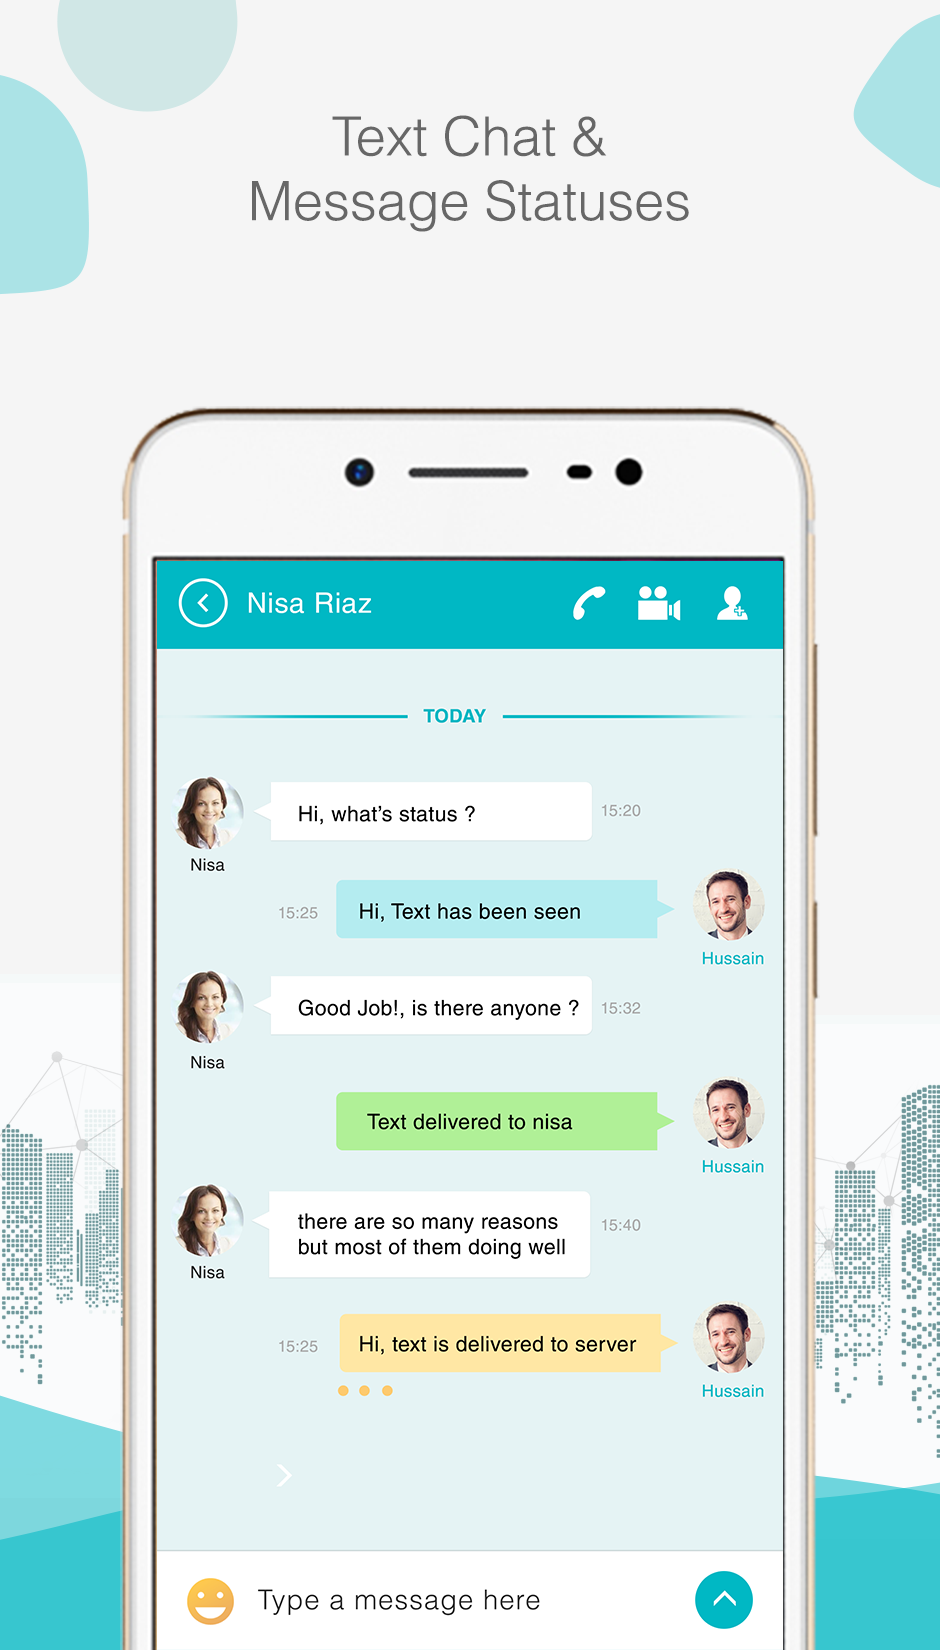 Text Chat &
Message Statuses
Nisa Riaz
TODAY
Hi, what’s status ?
15:20
Nisa
15:25
Hi, Text has been seen
Hussain
Good Job!, is there anyone ?
15:32
Nisa
Text delivered to nisa
Hussain
there are so many reasons
but most of them doing well
15:40
Nisa
15:25
Hi, text is delivered to server
Hussain
Type a message here